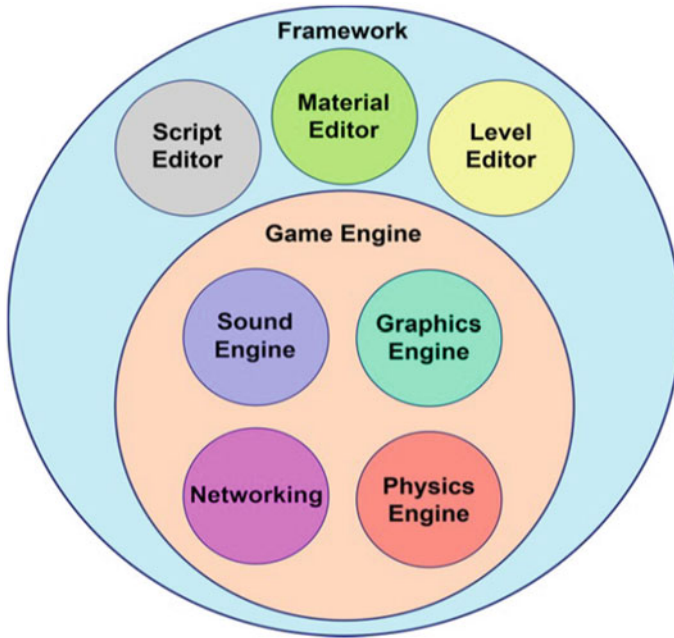 Framework
Script
Editor
Material
Editor
Level
Editor
Game Engine
Sound
Engine
Graphics
Engine
Networking
Physics
Engine